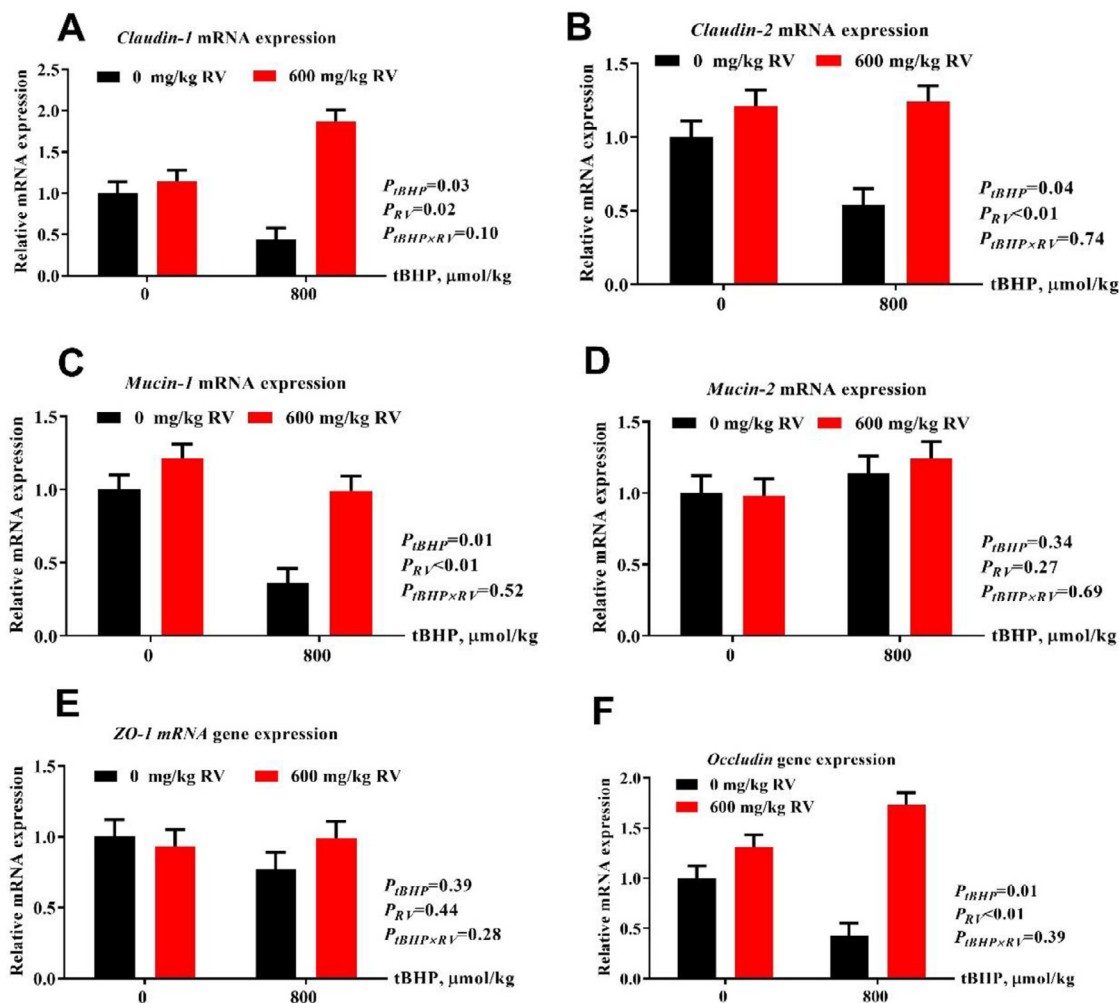 A
Claudin-1 mRNA expression
0 mg/kg RV 600 mg/kg RV
Relative mRNA expression
2.5
2.0
1.5
1.0
0.5
0.0
0
800
PtBHP=0.03
PRV=0.02
PtBHP×RV=0.10
tBHP, μmol/kg
B
Claudin-2 mRNA expression
0 mg/kg RV 600 mg/kg RV
Relative mRNA expression
1.5
1.0
0.5
0.0
0
800
PtBHP=0.04
PRV<0.01
PtBHP×RV=0.74
tBHP, μmol/kg
C
Mucin-1 mRNA expression
0 mg/kg RV 600 mg/kg RV
Relative mRNA expression
1.5
1.0
0.5
0.0
0
800
PtBHP=0.01
PRV<0.01
PtBHP×RV=0.52
tBHP, μmol/kg
D
Mucin-2 mRNA expression
0 mg/kg RV 600 mg/kg RV
Relative mRNA expression
1.5
1.0
0.5
0.0
0
800
PtBHP=0.34
PRV=0.27
PtBHP×RV=0.69
tBHP, μmol/kg
E
ZO-1 mRNA gene expression
0 mg/kg RV 600 mg/kg RV
Relative mRNA expression
1.5
1.0
0.5
0.0
0
800
PtBHP=0.39
PRV=0.44
PtBHP×RV=0.28
tBHP, μmol/kg
F
Occludin gene expression
0 mg/kg RV
600 mg/kg RV
Relative mRNA expression
2.0
1.5
1.0
0.5
0.0
0
800
PtBHP=0.01
PRV<0.01
PtBHP×RV=0.39
tBHP, μmol/kg